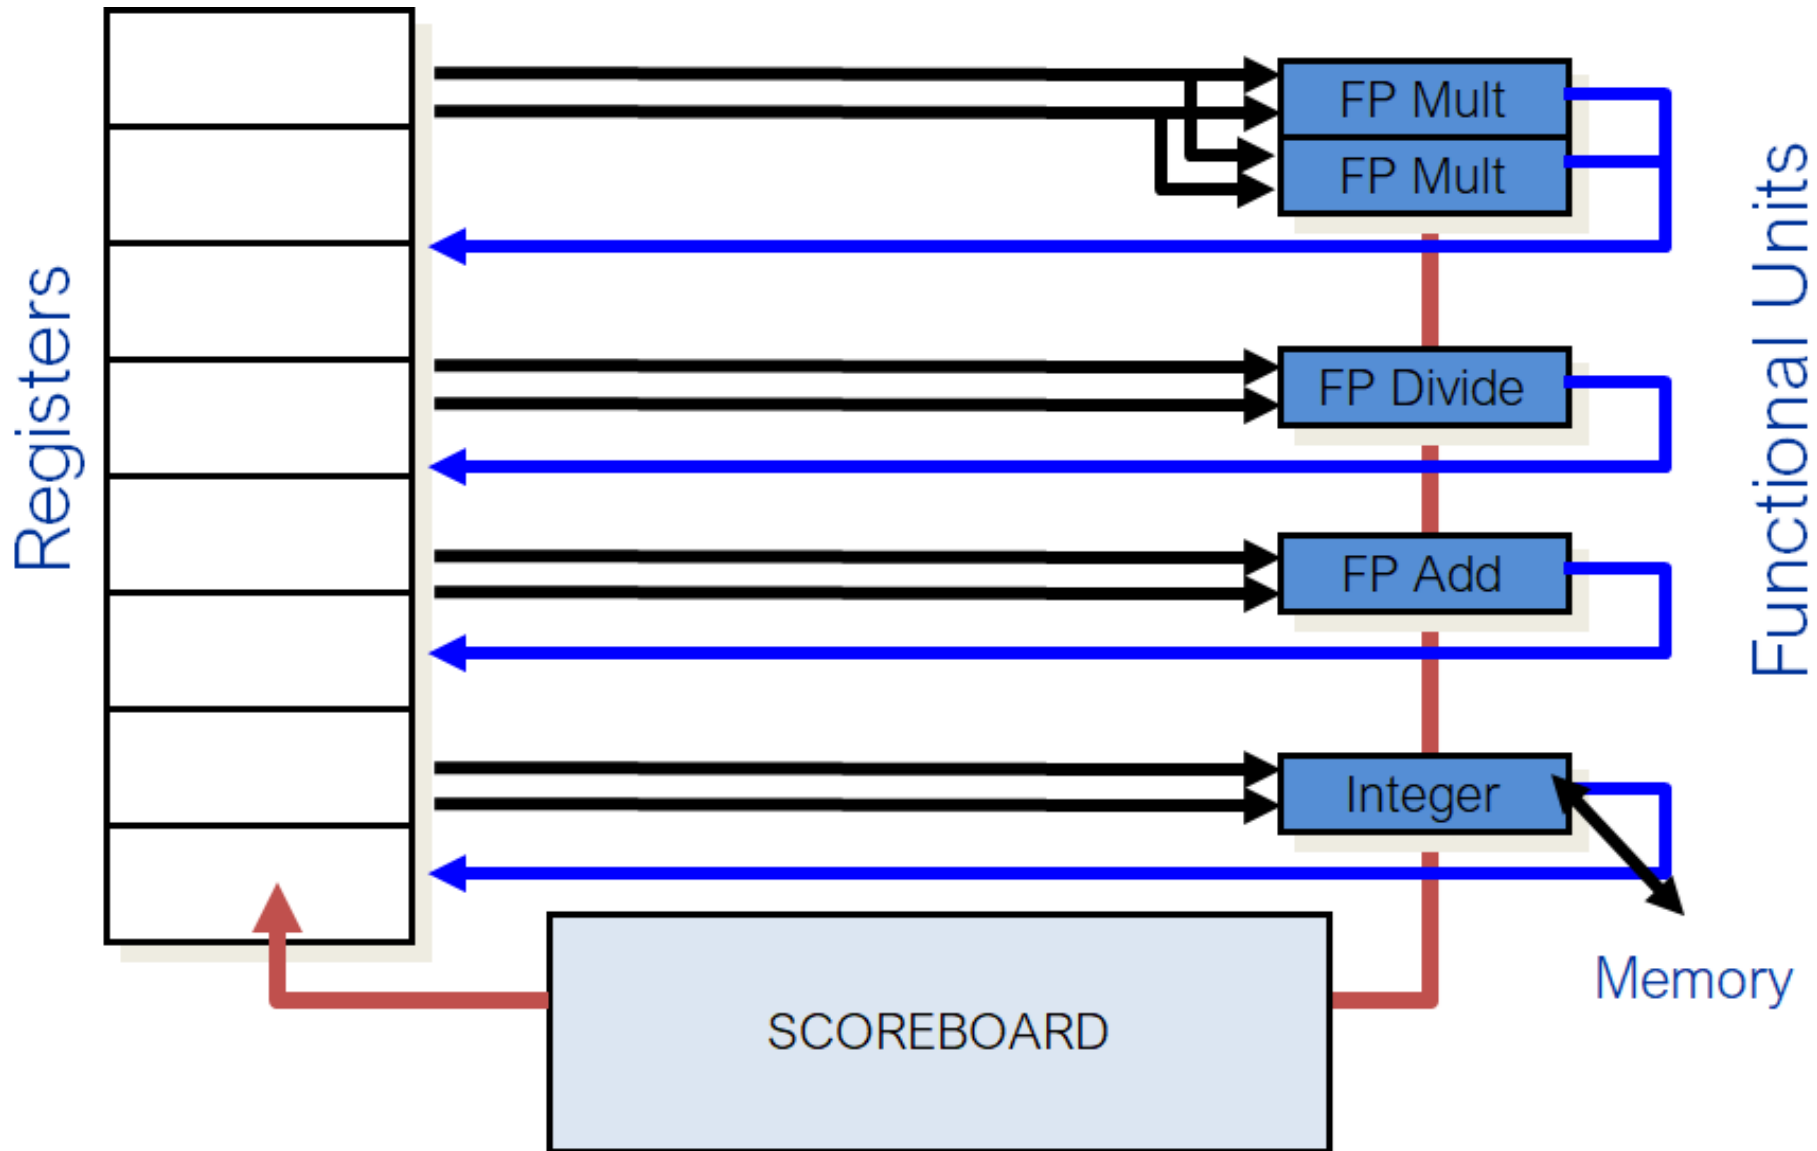 Registers
FP Mult
FP Mult
FP Divide
FP Add
Integer
Functional Units
Memory
SCOREBOARD